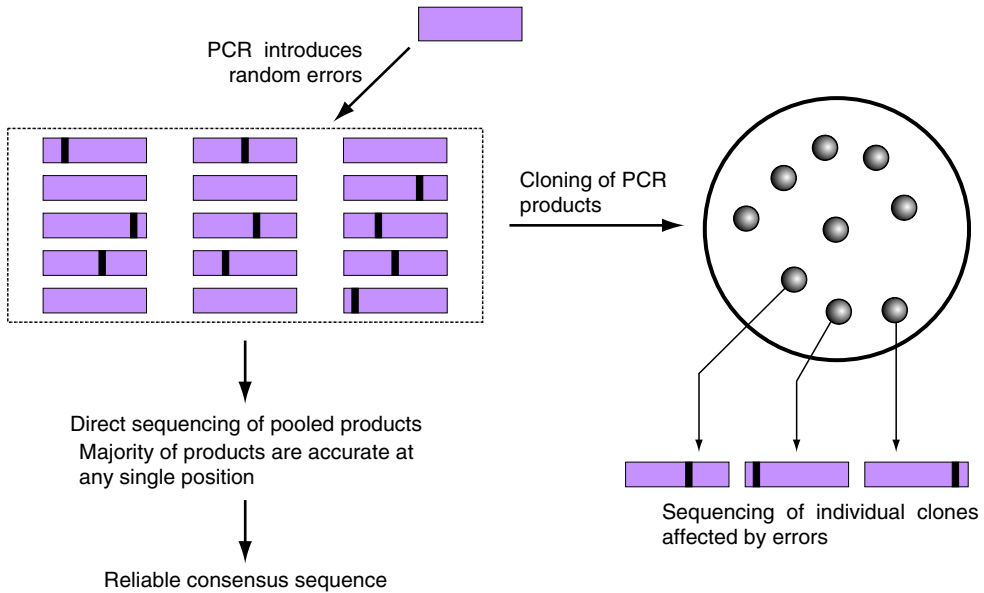 PCR introduces
random errors
Cloning of PCR
products
Direct sequencing of pooled products
Majority of products are accurate at
any single position
Reliable consensus sequence
Sequencing of individual clones
affected by errors